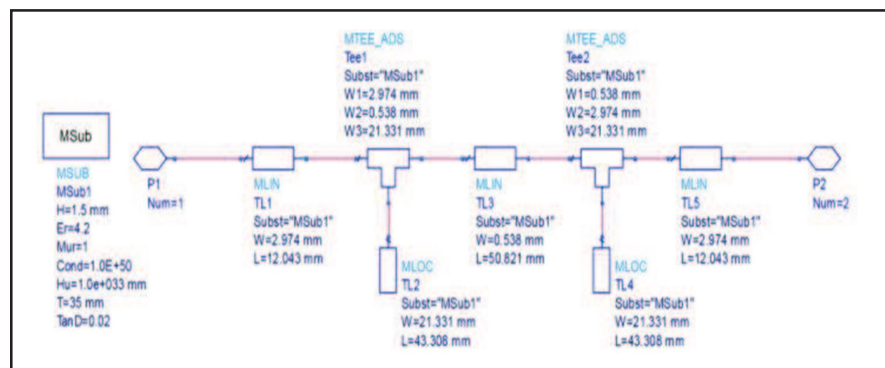 MSub
MSUB
MSub1
H=1.5 mm
Er=4.2
Mur=1
Cond=1.0E+50
Hu=1.0e+033 mm
T=35 mm
TanD=0.02
P1
Num=1
MLIN
TL1
Subst="MSub1"
W=2.974 mm
L=12.043 mm
MTEE_ADS
Tee1
Subst="MSub1"
W1=2.974 mm
W2=0.538 mm
W3=21.331 mm
MLOC
TL2
Subst="MSub1"
W=21.331 mm
L=43.308 mm
MLIN
TL3
Subst="MSub1"
W=0.538 mm
L=50.821 mm
MTEE_ADS
Tee2
Subst="MSub1"
W1=0.538 mm
W2=2.974 mm
W3=21.331 mm
MLOC
TL4
Subst="MSub1"
W=21.331 mm
L=43.308 mm
MLIN
TL5
Subst="MSub1"
W=2.974 mm
L=12.043 mm
P2
Num=2